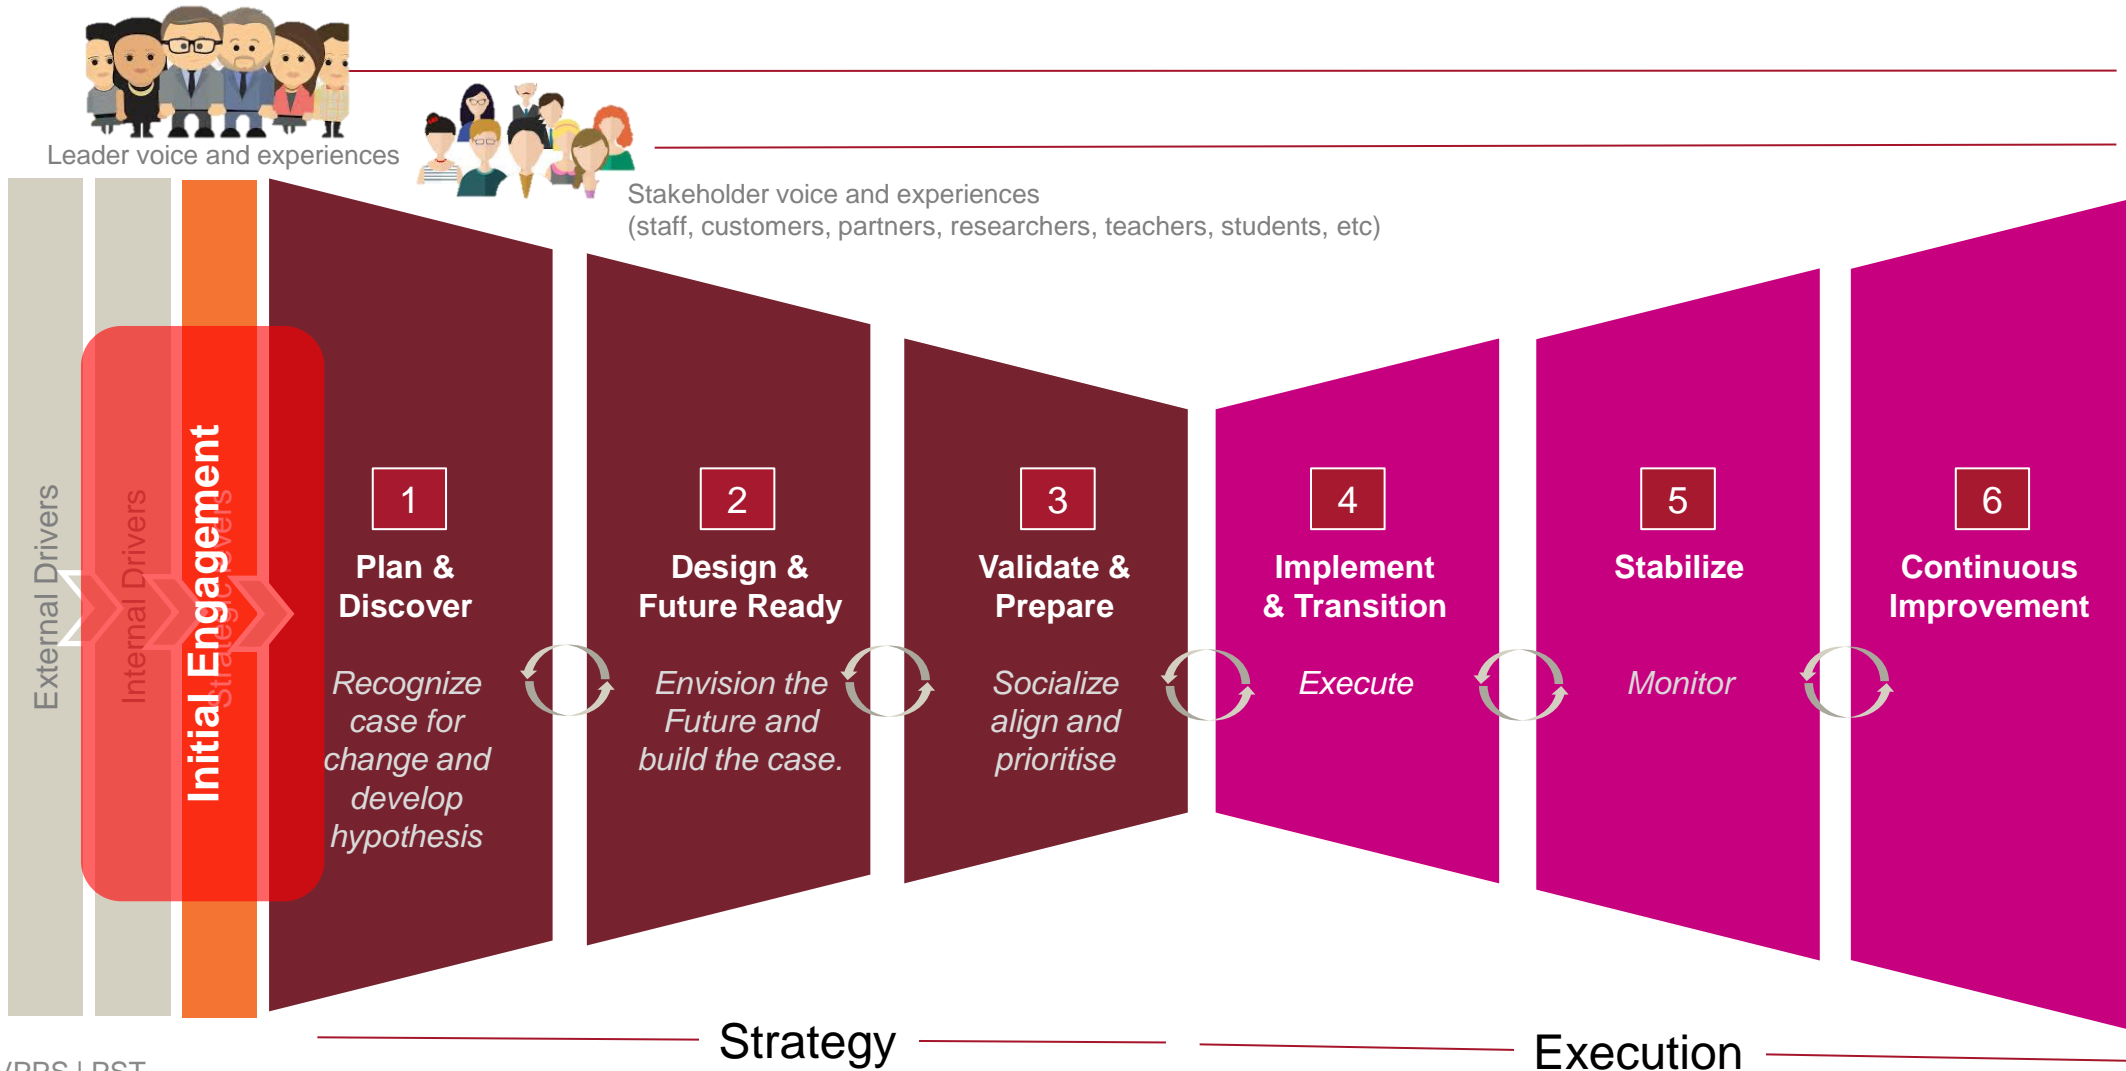 Leader voice and experiences
Stakeholder voice and experiences
(staff, customers, partners, researchers, teachers, students, etc)
External Drivers
Internal Drivers
Strategic levers
Initial Engagement
1
Plan &
Discover
Recognize
case for
change and
develop
hypothesis
2
Design &
Future Ready
Envision the
Future and
build the case.
3
Validate &
Prepare
Socialize
align and
prioritise
4
Implement
& Transition
Execute
5
Stabilize
Monitor
6
Continuous
Improvement
Strategy
Execution